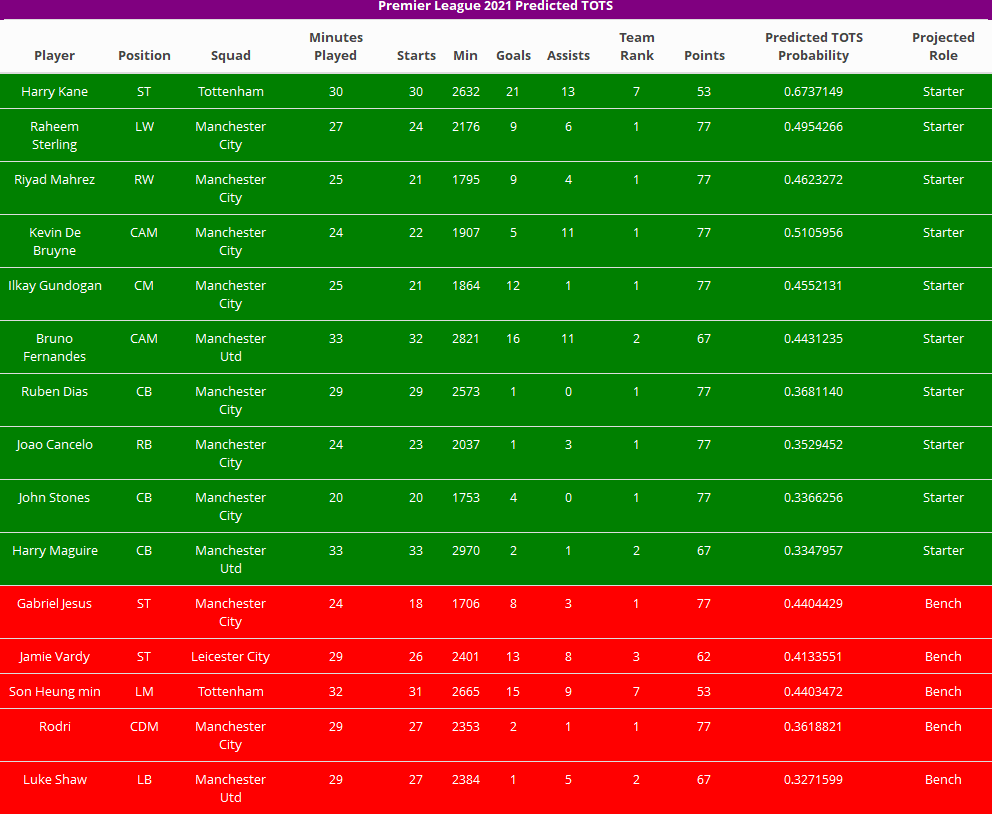 Premier League 2021 Predicted TOTS
Player Position Squad Minutes Played Starts Min Goals Assists Team Rank Points Predicted TOTS Probability Projected Role
Harry Kane ST Tottenham 30 30 2632 21 13 7 53 0.6737149 Starter
Raheem Sterling LW Manchester City 27 24 2176 9 6 1 77 0.4954266 Starter
Riyad Mahrez RW Manchester City 25 21 1795 9 4 1 77 0.4623272 Starter
Kevin De Bruyne CAM Manchester City 24 22 1907 5 11 1 77 0.5105956 Starter
Ilkay Gundogan CM Manchester City 25 21 1864 12 1 1 77 0.4552131 Starter
Bruno Fernandes CAM Manchester Utd 33 32 2821 16 11 2 67 0.4431235 Starter
Ruben Dias CB Manchester City 29 29 2573 1 0 1 77 0.3681140 Starter
Joao Cancelo RB Manchester City 24 23 2037 1 3 1 77 0.3529452 Starter
John Stones CB Manchester City 20 20 1753 4 0 1 77 0.3366256 Starter
Harry Maguire CB Manchester Utd 33 33 2970 2 1 2 67 0.3347957 Starter
Gabriel Jesus ST Manchester City 24 18 1706 8 3 1 77 0.4404429 Bench
Jamie Vardy ST Leicester City 29 26 2401 13 8 3 62 0.4133551 Bench
Son Heung min LM Tottenham 32 31 2665 15 9 7 53 0.4403472 Bench
Rodri CDM Manchester City 29 27 2353 2 1 1 77 0.3618821 Bench
Luke Shaw LB Manchester Utd 29 27 2384 1 5 2 67 0.3271599 Bench